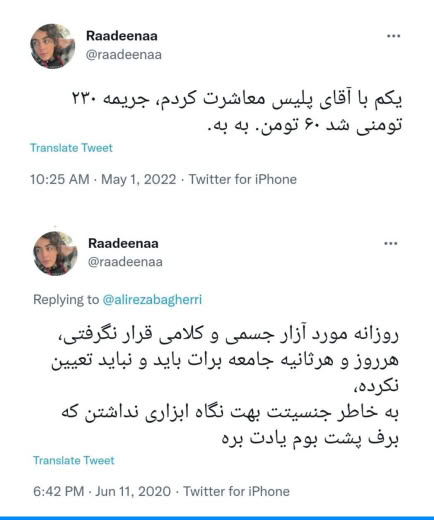 Raadeenaa
@raadeenaa
یکم با آقای پلیس معاشرت کردم، جریمه ۲۳۰
تومنی شد ۶۰ تومن. به به.
Translate Tweet
10:25 AM · May 1, 2022 · Twitter for iPhone
Raadeenaa
@raadeenaa
Replying to @alirezabagherri
روزانه مورد آزار جسمی و کلامی قرار نگرفتی،
هرروز و هرثانیه جامعه برات باید و نباید تعیین
نکرده،
به خاطر جنسیتت بهت نگاه ابزاری نداشتن که
برف پشت بوم یادت بره
Translate Tweet
6:42 PM · Jun 11, 2020 · Twitter for iPhone